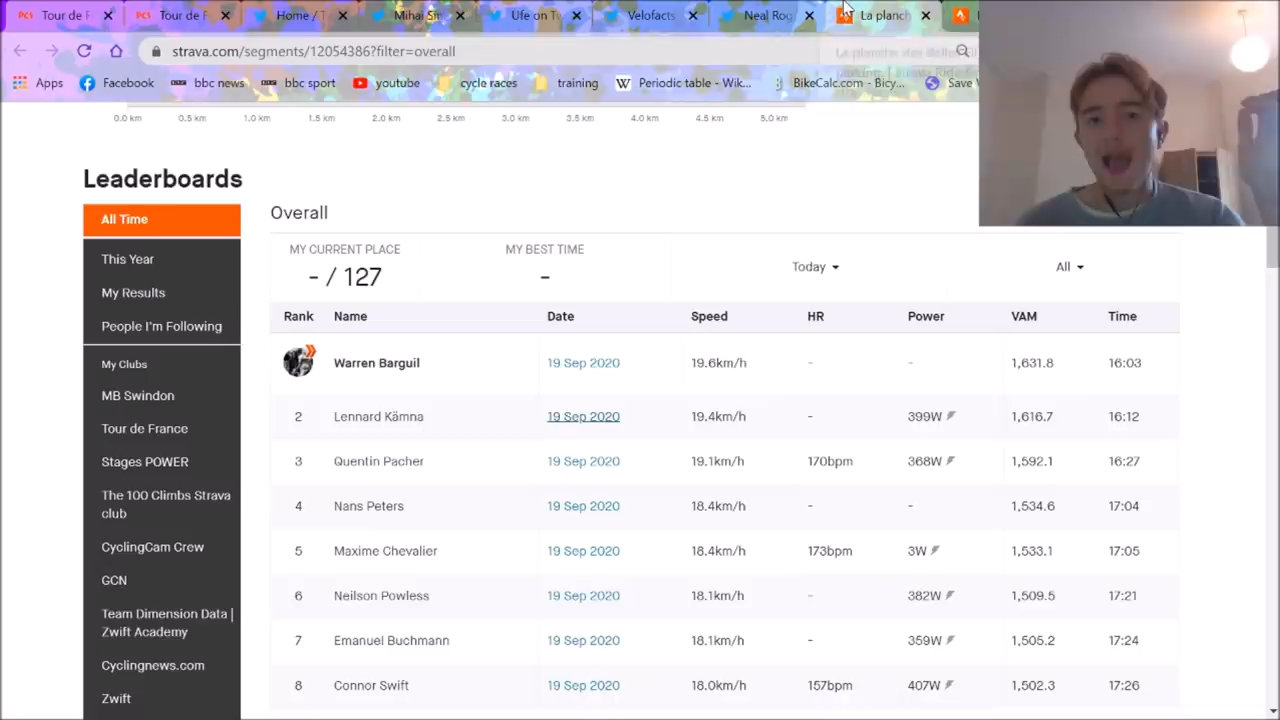 Tour de F
Tour de F
Home / T
Mihai Sim
Ufe on Tw
Velofacts
Neal Rog
La planch
strava.com/segments/12054386?filter=overall
Apps Facebook bbc news bbc sport youtube cycle races training Periodic table - Wik... BikeCalc.com - Bicy... Save
0.0 km 0.5 km 1.0 km 1.5 km 2.0 km 2.5 km 3.0 km 3.5 km 4.0 km 4.5 km 5.0 km
Leaderboards
All Time
This Year
My Results
People I'm Following
My Clubs
MB Swindon
Tour de France
Stages POWER
The 100 Climbs Strava
club
CyclingCam Crew
GCN
Team Dimension Data |
Zwift Academy
Cyclingnews.com
Zwift
Overall
MY CURRENT PLACE MY BEST TIME
- / 127 - Today All
Rank Name Date Speed HR Power VAM Time
Warren Barguil 19 Sep 2020 19.6km/h - - 1,631.8 16:03
2 Lennard Kämna 19 Sep 2020 19.4km/h - 399W 1,616.7 16:12
3 Quentin Pacher 19 Sep 2020 19.1km/h 170bpm 368W 1,592.1 16:27
4 Nans Peters 19 Sep 2020 18.4km/h - - 1,534.6 17:04
5 Maxime Chevalier 19 Sep 2020 18.4km/h 173bpm 3W 1,533.1 17:05
6 Neilson Powless 19 Sep 2020 18.1km/h - 382W 1,509.5 17:21
7 Emanuel Buchmann 19 Sep 2020 18.1km/h - 359W 1,505.2 17:24
8 Connor Swift 19 Sep 2020 18.0km/h 157bpm 407W 1,502.3 17:26